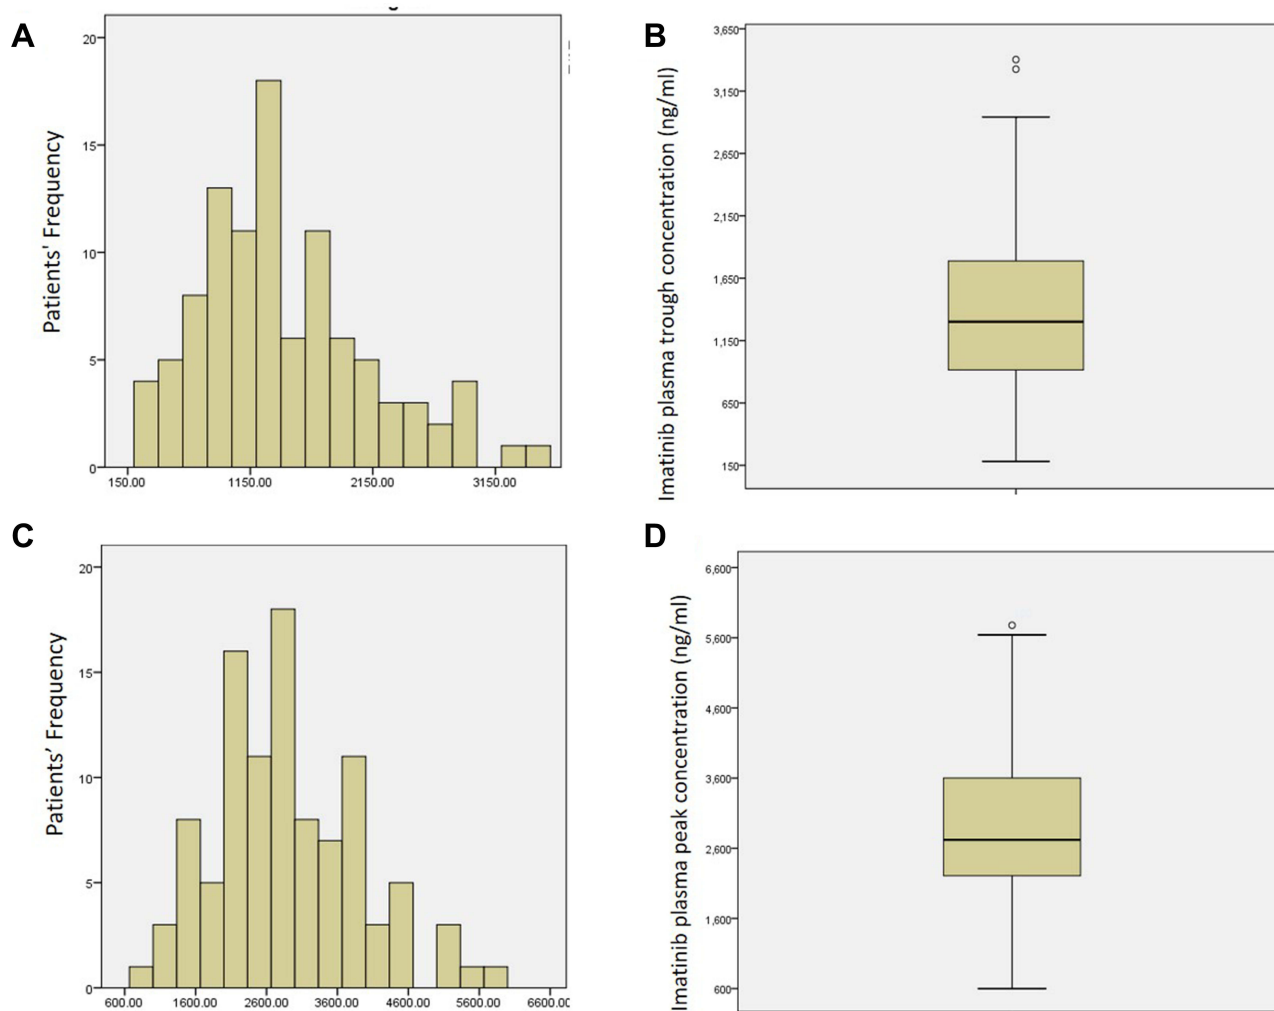 A
Patients' Frequency
20
15
10
5
0
150.00 1150.00 2150.00 3150.00
B
Imatinib plasma trough concentration (ng/ml)
3,650
3,150
2,650
2,150
1,650
1,150
650
150
C
Patients’ Frequency
20
15
10
5
0
600.00 1600.00 2600.00 3600.00 4600.00 5600.00 6600.00
D
Imatinib plasma peak concentration (ng/ml)
6,600
5,600
4,600
3,600
2,600
1,600
600